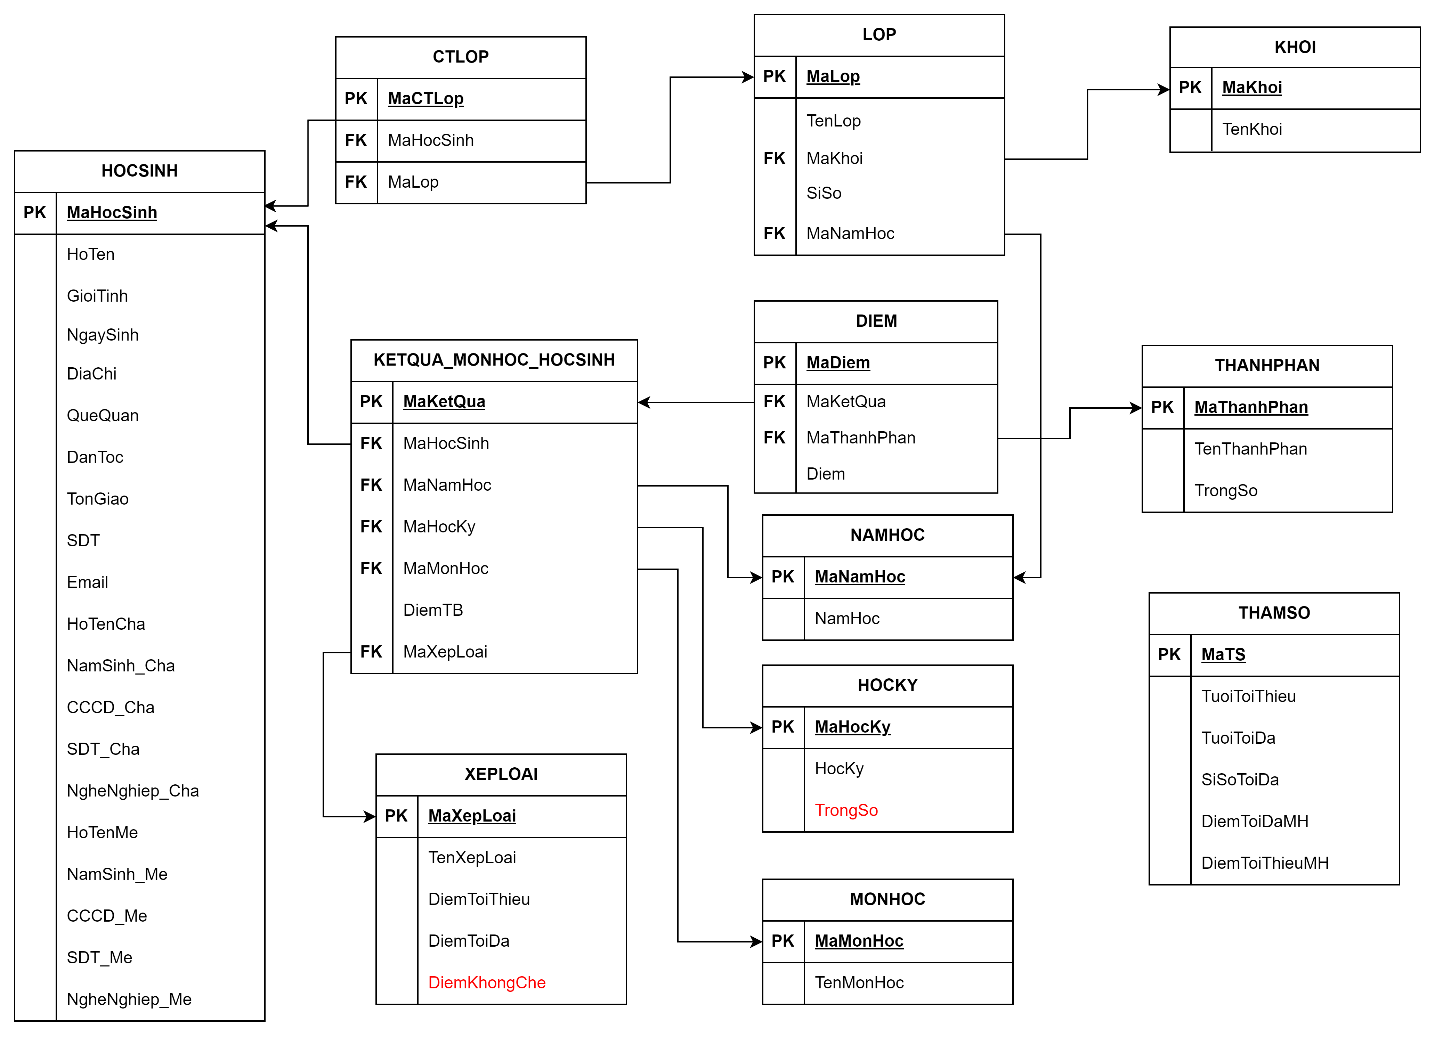 HOCSINH
PK MaHocSinh
HoTen
GioiTinh
NgaySinh
DiaChi
QueQuan
DanToc
TonGiao
SDT
Email
HoTenCha
NamSinh_Cha
CCCD_Cha
SDT_Cha
NgheNghiep_Cha
HoTenMe
NamSinh_Me
CCCD_Me
SDT_Me
NgheNghiep_Me
CTLOP
PK MaCTLop
FK MaHocSinh
FK MaLop
KETQUA_MONHOC_HOCSINH
PK MaKetQua
FK MaHocSinh
FK MaNamHoc
FK MaHocKy
FK MaMonHoc
DiemTB
FK MaXepLoai
XEPLOAI
PK MaXepLoai
TenXepLoai
DiemToiThieu
DiemToiDa
DiemKhongChe
LOP
PK MaLop
TenLop
FK MaKhoi
SiSo
FK MaNamHoc
DIEM
PK MaDiem
FK MaKetQua
FK MaThanhPhan
Diem
NAMHOC
PK MaNamHoc
NamHoc
HOCKY
PK MaHocKy
HocKy
TrongSo
MONHOC
PK MaMonHoc
TenMonHoc
KHOI
PK MaKhoi
TenKhoi
THANHPHAN
PK MaThanhPhan
TenThanhPhan
TrongSo
THAMSO
PK MaTS
TuoiToiThieu
TuoiToiDa
SiSoToiDa
DiemToiDaMH
DiemToiThieuMH